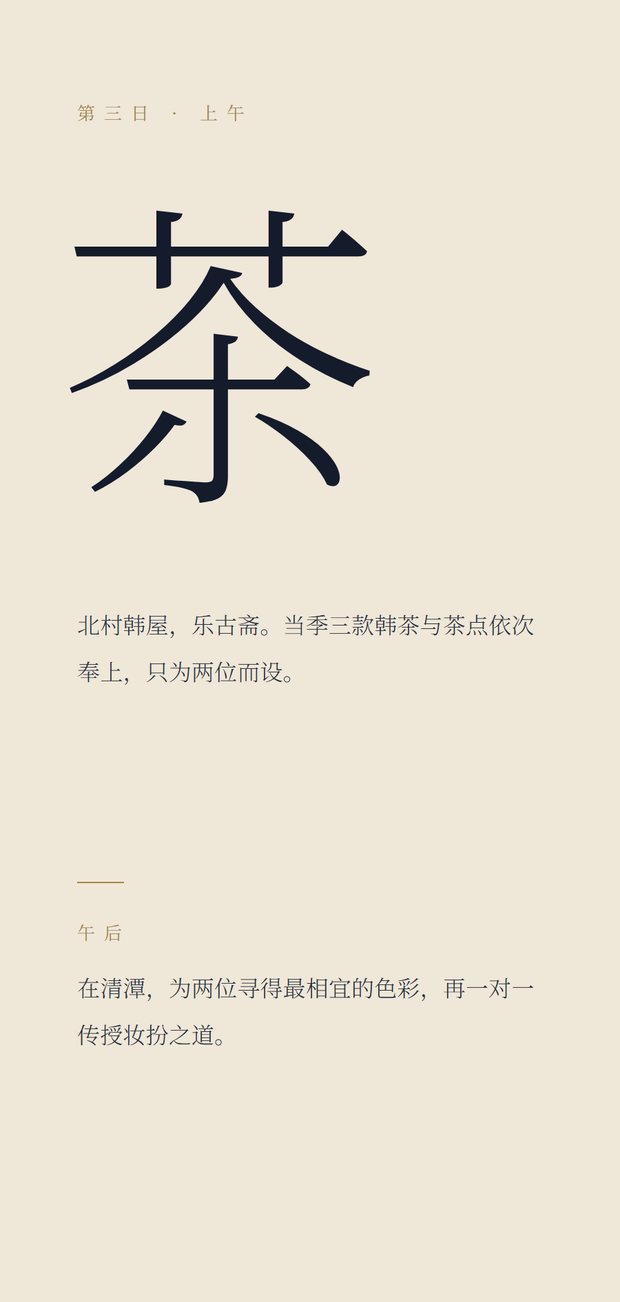 第三日 · 上午
茶
北村韩屋，乐古斋。当季三款韩茶与茶点依次
奉上，只为两位而设。
午后
在清潭，为两位寻得最相宜的色彩，再一对一
传授妆扮之道。